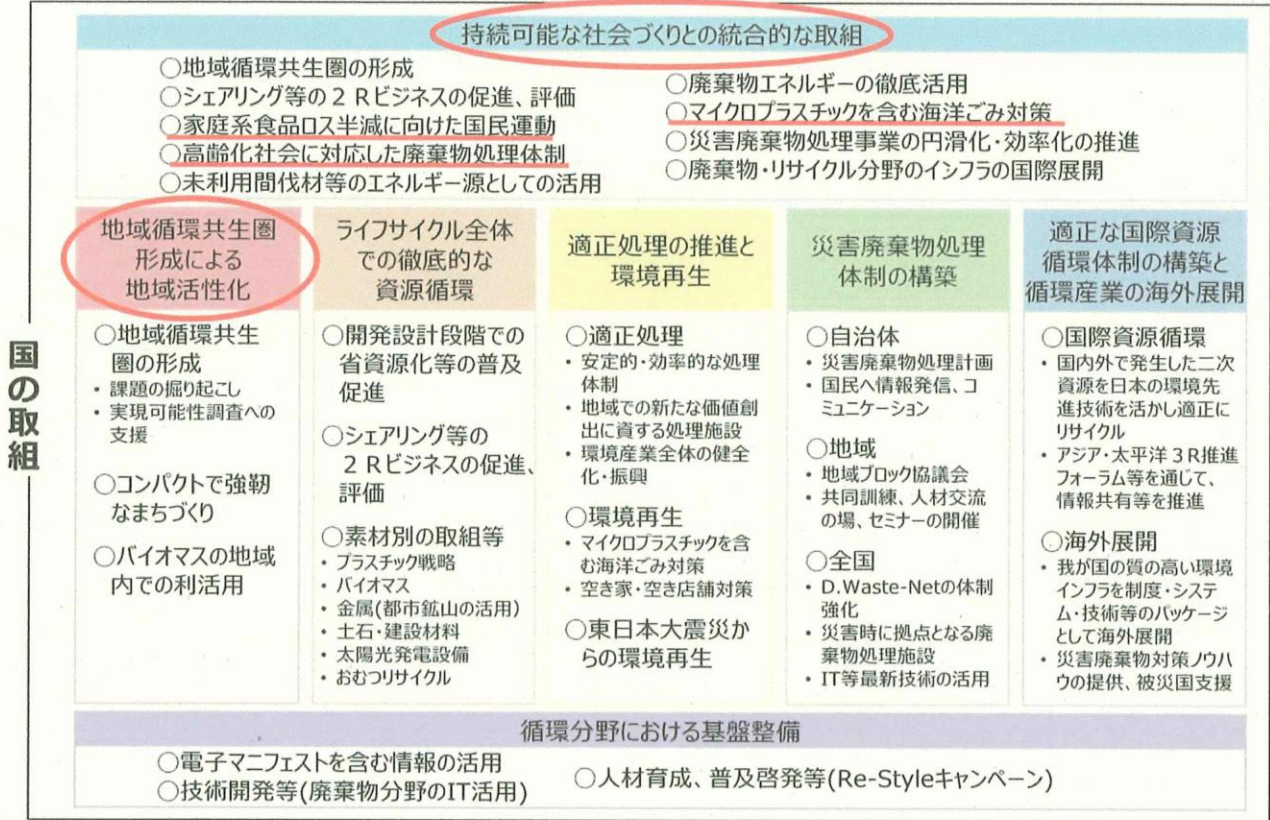 持続可能な社会づくりとの統合的な取組
○地域循環共生圏の形成
○シェアリング等の２Ｒビジネスの促進、評価
○家庭系食品ロス半減に向けた国民運動
○高齢化社会に対応した廃棄物処理体制
○未利用間伐材等のエネルギー源としての活用
○廃棄物エネルギーの徹底活用
○マイクロプラスチックを含む海洋ごみ対策
○災害廃棄物処理事業の円滑化・効率化の推進
○廃棄物・リサイクル分野のインフラの国際展開
国の取組
地域循環共生圏
形成による
地域活性化
○地域循環共生
圏の形成
・課題の掘り起こし
・実現可能性調査への
支援
○コンパクトで強靭
なまちづくり
○バイオマスの地域
内での利活用
ライフサイクル全体
での徹底的な
資源循環
○開発設計段階での
省資源化等の普及
促進
○シェアリング等の
２Ｒビジネスの促進、
評価
○素材別の取組等
・プラスチック戦略
・バイオマス
・金属(都市鉱山の活用)
・土石・建設材料
・太陽光発電設備
・おむつリサイクル
適正処理の推進と
環境再生
○適正処理
・安定的・効率的な処理
体制
・地域での新たな価値創
出に資する処理施設
・環境産業全体の健全
化・振興
○環境再生
・マイクロプラスチックを含
む海洋ごみ対策
・空き家・空き店舗対策
○東日本大震災か
らの環境再生
災害廃棄物処理
体制の構築
○自治体
・災害廃棄物処理計画
・国民へ情報発信、コ
ミュニケーション
○地域
・地域ブロック協議会
・共同訓練、人材交流
の場、セミナーの開催
○全国
・D.Waste-Netの体制
強化
・災害時に拠点となる廃
棄物処理施設
・IT等最新技術の活用
適正な国際資源
循環体制の構築と
循環産業の海外展開
○国際資源循環
・国内外で発生した二次
資源を日本の環境先
進技術を活かし適正に
リサイクル
・アジア・太平洋３Ｒ推進
フォーラム等を通じて、
情報共有等を推進
○海外展開
・我が国の質の高い環境
インフラを制度・システ
ム・技術等のパッケージ
として海外展開
・災害廃棄物対策ノウハ
ウの提供、被災国支援
循環分野における基盤整備
○電子マニフェストを含む情報の活用
○技術開発等(廃棄物分野のIT活用)
○人材育成、普及啓発等(Re-Styleキャンペーン)